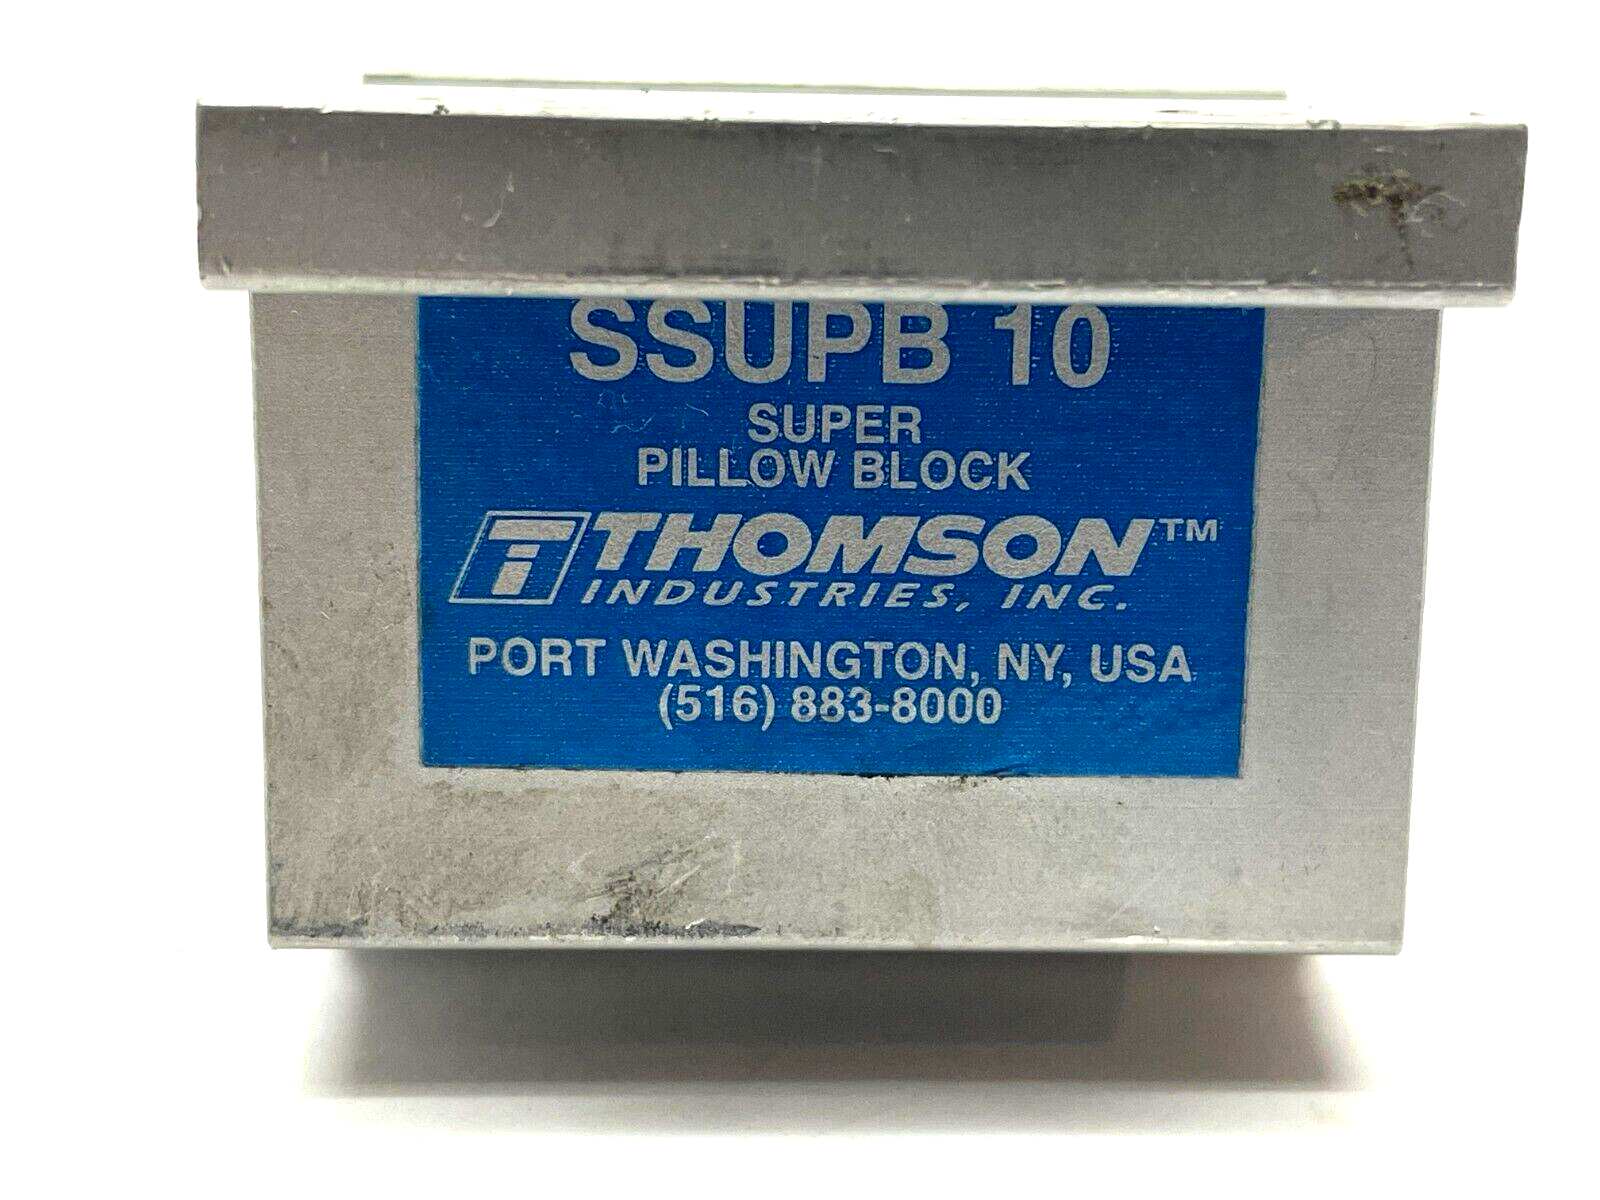 SSUPB 10
SUPER
PILLOW BLOCK
THOMSON™
INDUSTRIES, INC.
PORT WASHINGTON, NY, USA
(516) 883-8000